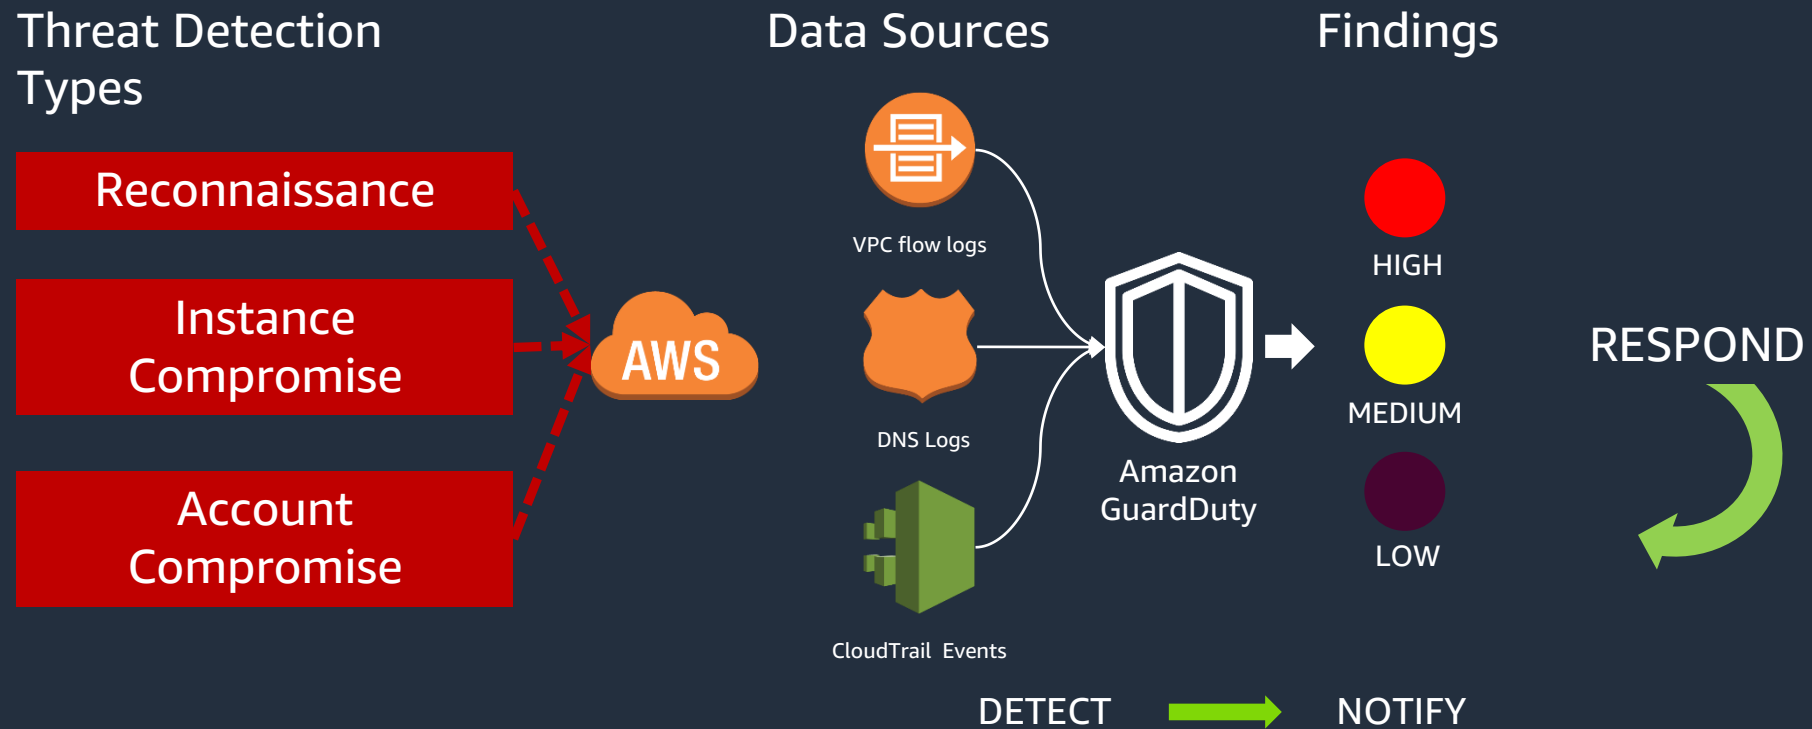 Threat Detection
Types
Data Sources
Findings
Reconnaissance
Instance
Compromise
Account
Compromise
AWS
VPC flow logs
DNS Logs
CloudTrail Events
Amazon
GuardDuty
HIGH
MEDIUM
LOW
RESPOND
DETECT
NOTIFY